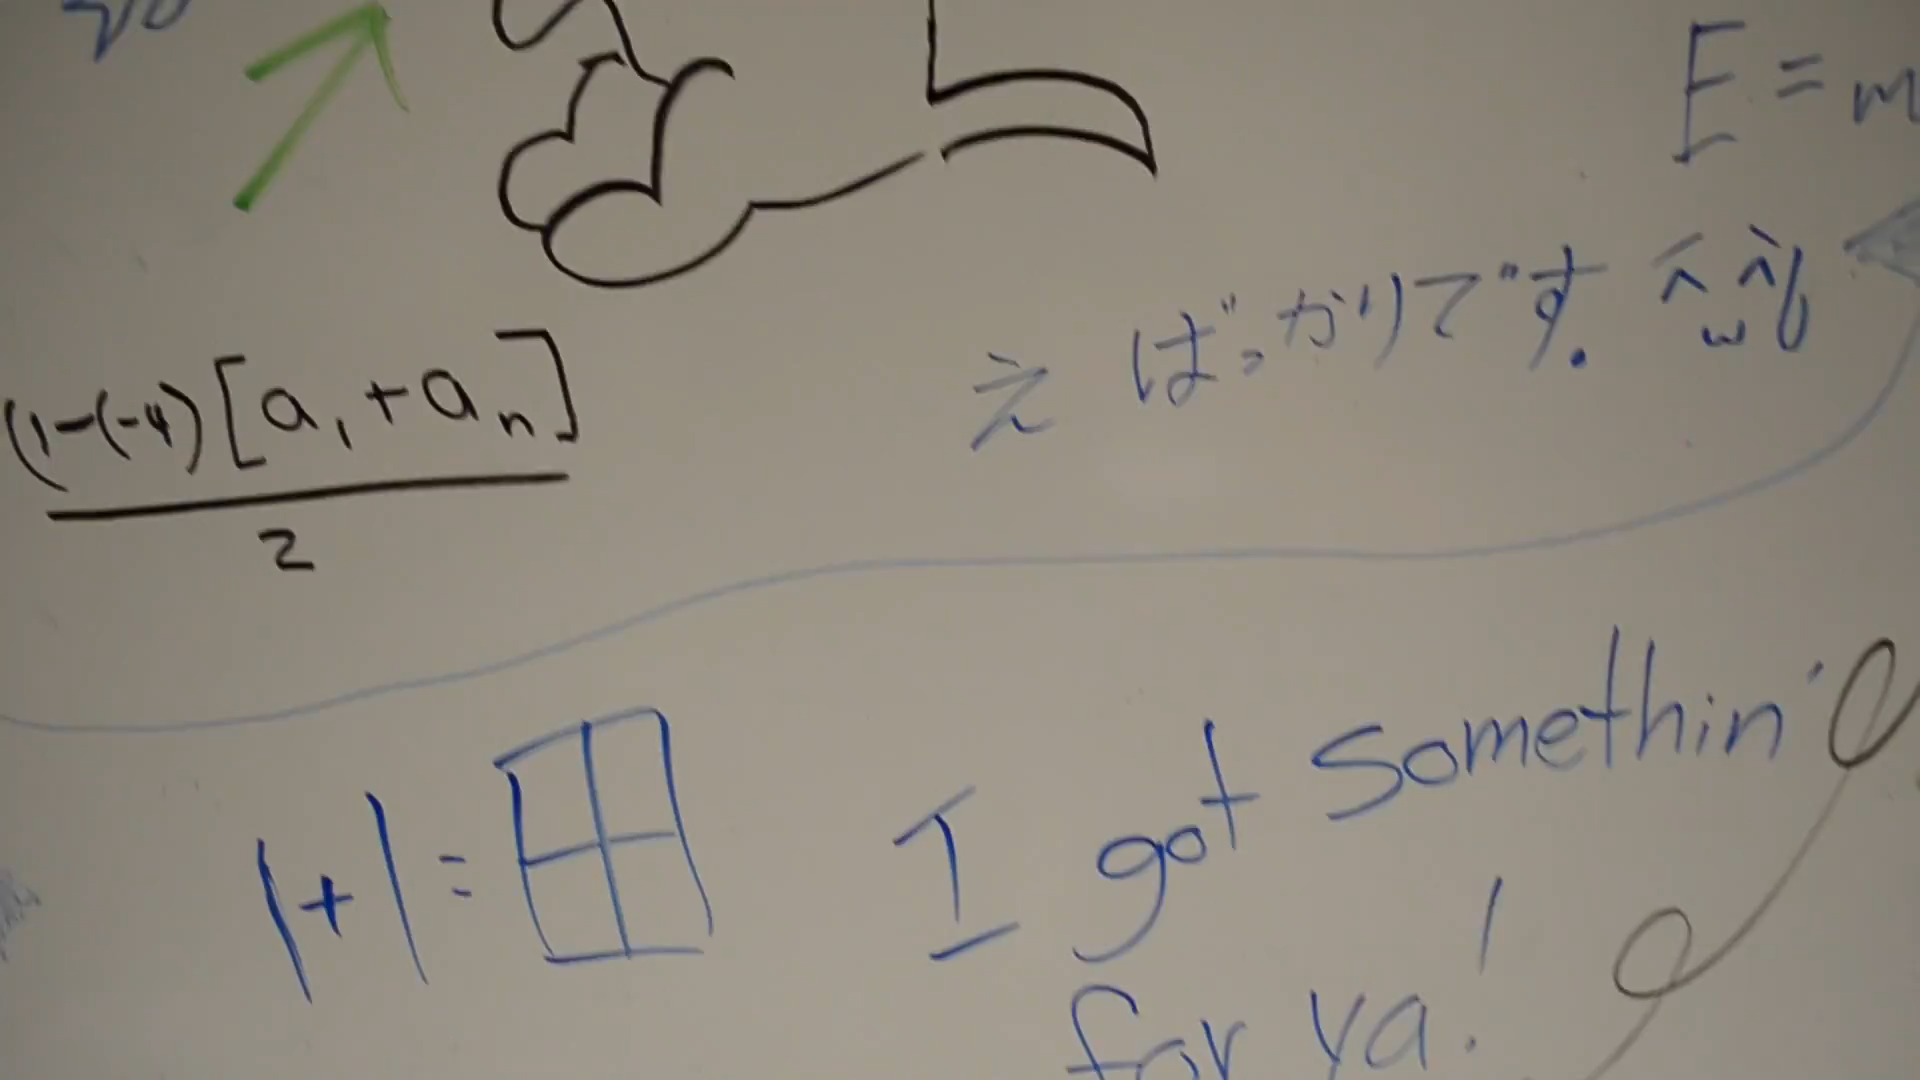 E = m
え ばっかりです. ^ω^b
(1-(-4)) [a₁ + aₙ]
2
1+1=田
I got somethin'
for ya!